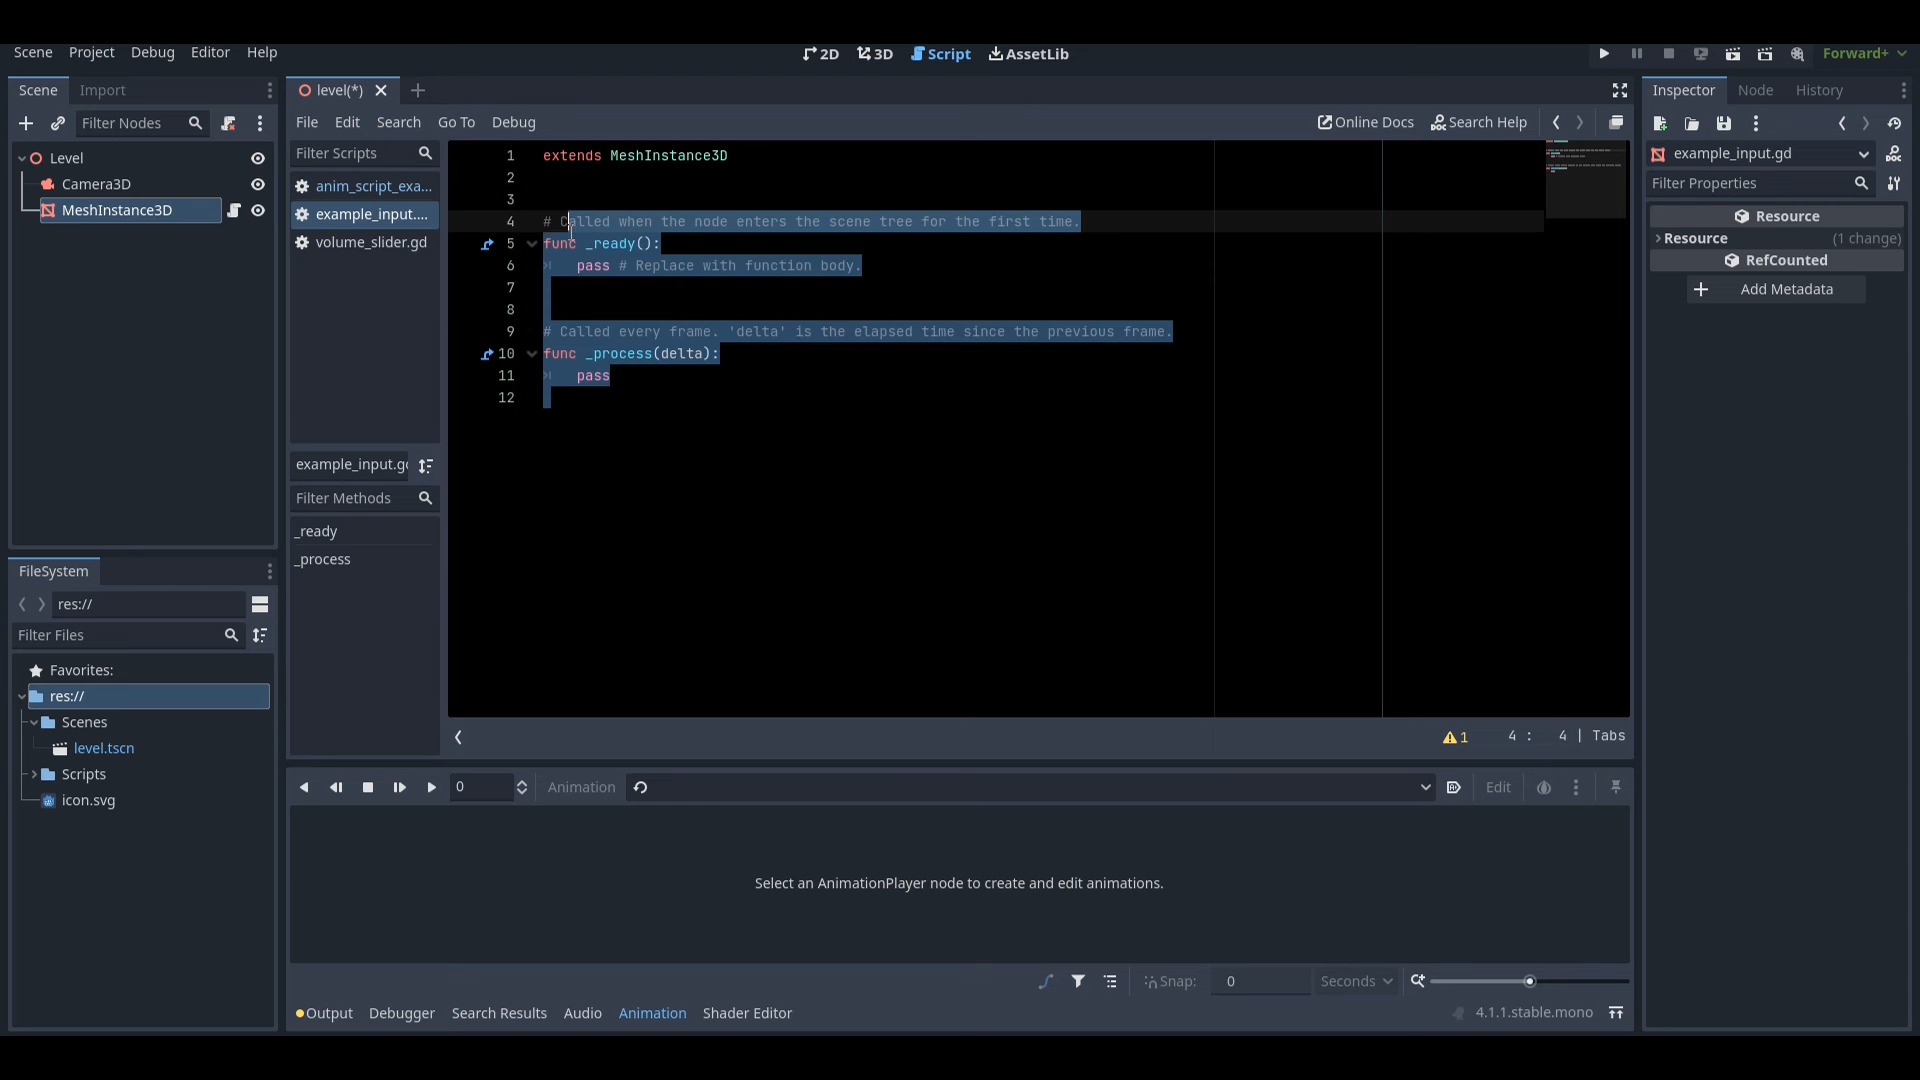 Scene Project Debug Editor Help
2D 3D Script AssetLib
Forward+
Scene Import
Filter Nodes
Level
Camera3D
MeshInstance3D
FileSystem
res://
Filter Files
Favorites:
res://
Scenes
level.tscn
Scripts
icon.svg
level(*)
File Edit Search Go To Debug
Online Docs Search Help
Filter Scripts
anim_script_exa...
example_input....
volume_slider.gd
example_input.gd
Filter Methods
_ready
_process
1 extends MeshInstance3D
2
3
4 # Called when the node enters the scene tree for the first time.
5 func _ready():
6 pass # Replace with function body.
7
8
9 # Called every frame. 'delta' is the elapsed time since the previous frame.
10 func _process(delta):
11 pass
12
1 4 : 4 | Tabs
0 Animation Edit
Select an AnimationPlayer node to create and edit animations.
Snap: 0 Seconds
Output Debugger Search Results Audio Animation Shader Editor 4.1.1.stable.mono
Inspector Node History
example_input.gd
Filter Properties
Resource
Resource (1 change)
RefCounted
Add Metadata